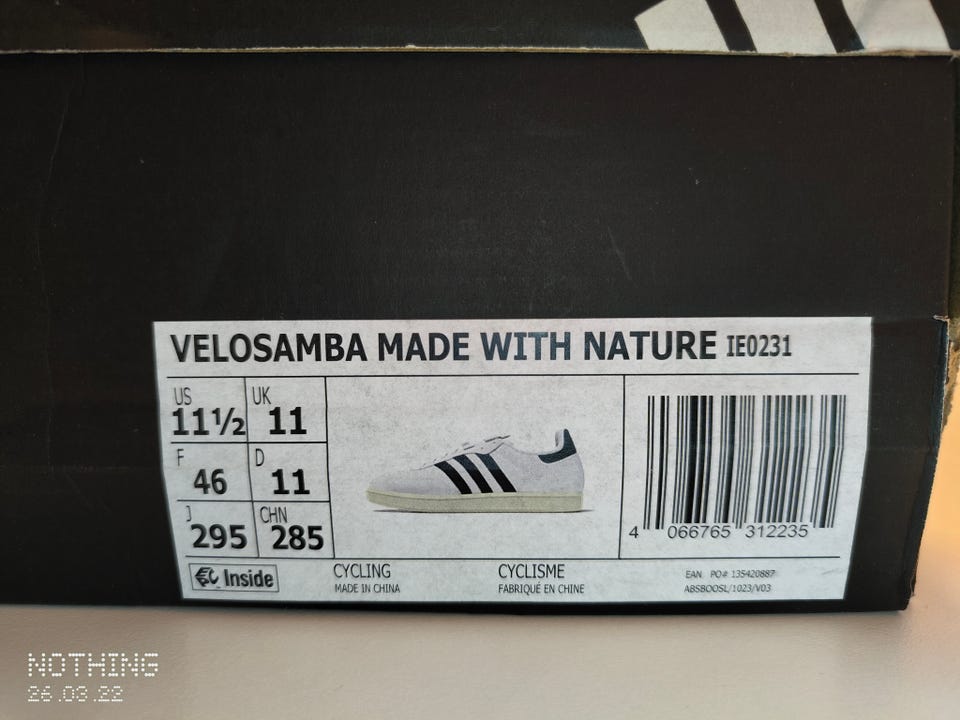 VELOSAMBA MADE WITH NATURE IE0231
US UK
11½ 11
F D
46 11
J CHN
295 285
Inside
CYCLING CYCLISME
MADE IN CHINA FABRIQUÉ EN CHINE
EAN PO# 135420887
ABSBOOSL/1023/V03
4 066765 312235
NOTHING
26.03.22